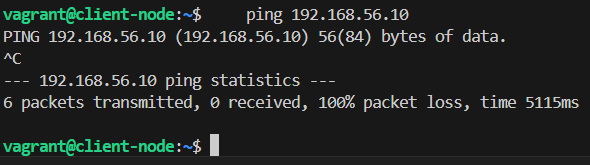 vagrant@client-node:~$     ping 192.168.56.10
PING 192.168.56.10 (192.168.56.10) 56(84) bytes of data.
^C
--- 192.168.56.10 ping statistics ---
6 packets transmitted, 0 received, 100% packet loss, time 5115ms

vagrant@client-node:~$